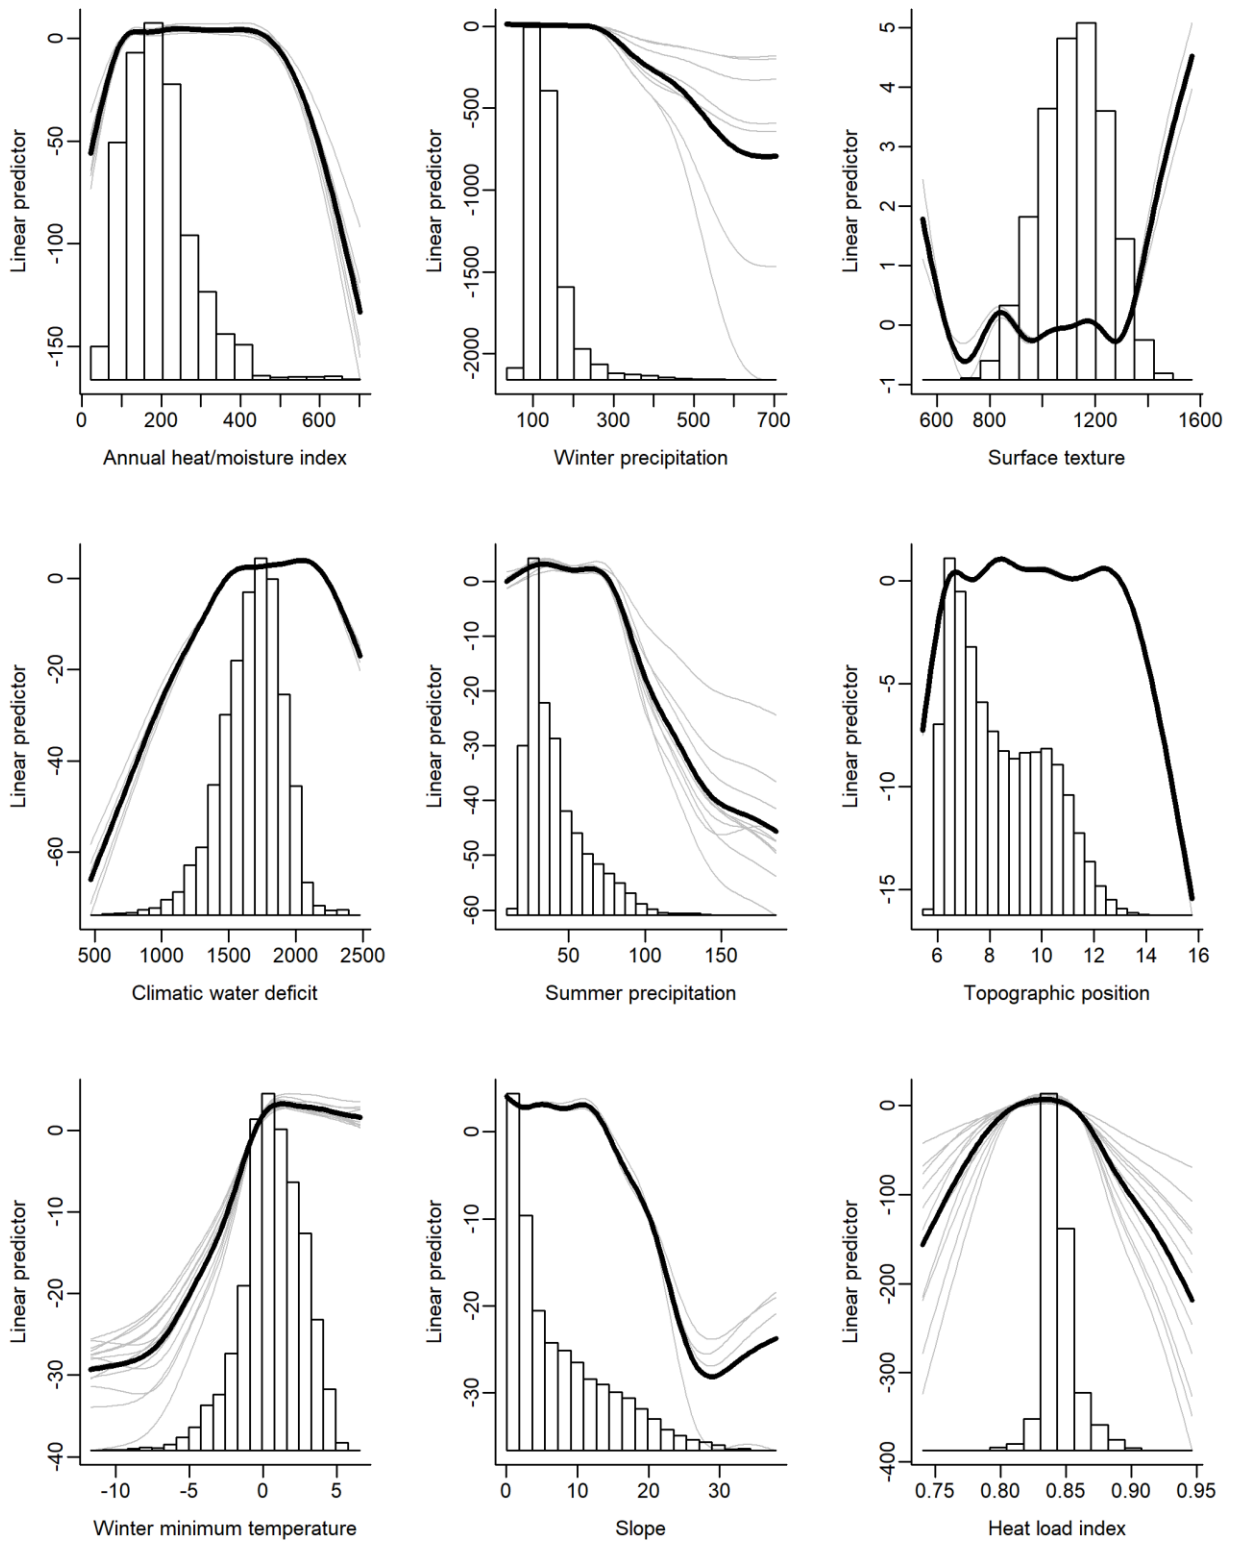 Linear predictor
0
-50
-100
-150
0 200 400 600
Annual heat/moisture index
Linear predictor
0
-500
-1000
-1500
-2000
100 300 500 700
Winter precipitation
Linear predictor
5
4
3
2
1
0
-1
600 800 1200 1600
Surface texture
Linear predictor
0
-20
-40
-60
500 1000 1500 2000 2500
Climatic water deficit
Linear predictor
0
-10
-20
-30
-40
-50
-60
50 100 150
Summer precipitation
Linear predictor
0
-5
-10
-15
6 8 10 12 14 16
Topographic position
Linear predictor
0
-10
-20
-30
-40
-10 -5 0 5
Winter minimum temperature
Linear predictor
0
-10
-20
-30
0 10 20 30
Slope
Linear predictor
0
-100
-200
-300
-400
0.75 0.80 0.85 0.90 0.95
Heat load index